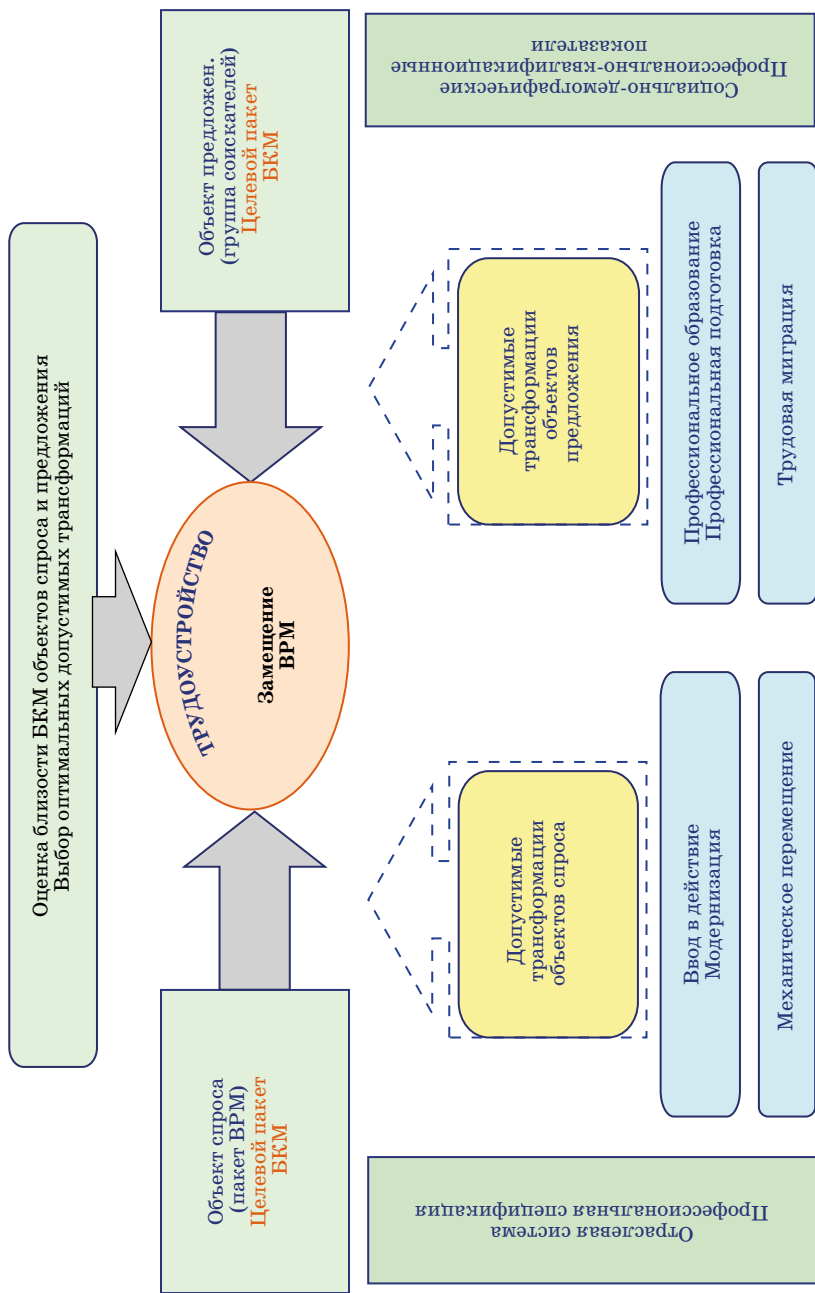 Оценка близости БКМ объектов спроса и предложения
Выбор оптимальных допустимых трансформаций
Объект спроса
(пакет ВРМ)
Целевой пакет
БКМ
ТРУДОУСТРОЙСТВО
Замещение
ВРМ
Объект предложен.
(группа соискателей)
Целевой пакет
БКМ
Отраслевая система
Профессиональная спецификация
Допустимые
трансформации
объектов спроса
Допустимые
трансформации
объектов
предложения
Социально-демографические
Профессионально-квалификационные
показатели
Ввод в действие
Модернизация
Профессиональное образование
Профессиональная подготовка
Механическое перемещение
Трудовая миграция